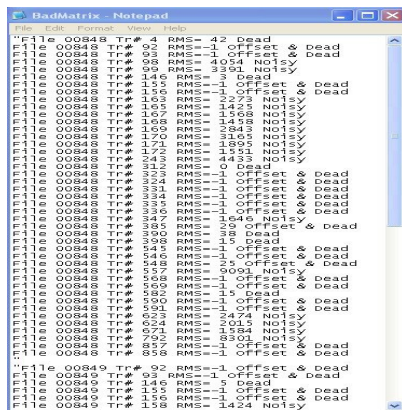 BadMatrix - Notepad
File Edit Format View Help
"File 00848 Tr# 4 RMS= 42 Dead
File 00848 Tr# 92 RMS=-1 Offset & Dead
File 00848 Tr# 93 RMS=-1 Offset & Dead
File 00848 Tr# 98 RMS= 4054 Noisy
File 00848 Tr# 99 RMS= 3391 Noisy
File 00848 Tr# 146 RMS= 3 Dead
File 00848 Tr# 155 RMS=-1 Offset & Dead
File 00848 Tr# 156 RMS=-1 Offset & Dead
File 00848 Tr# 163 RMS= 2273 Noisy
File 00848 Tr# 165 RMS= 1425 Noisy
File 00848 Tr# 167 RMS= 1568 Noisy
File 00848 Tr# 168 RMS= 1458 Noisy
File 00848 Tr# 169 RMS= 2843 Noisy
File 00848 Tr# 170 RMS= 3165 Noisy
File 00848 Tr# 171 RMS= 1895 Noisy
File 00848 Tr# 172 RMS= 1551 Noisy
File 00848 Tr# 243 RMS= 4433 Noisy
File 00848 Tr# 312 RMS= 0 Dead
File 00848 Tr# 323 RMS=-1 Offset & Dead
File 00848 Tr# 324 RMS=-1 Offset & Dead
File 00848 Tr# 331 RMS=-1 Offset & Dead
File 00848 Tr# 334 RMS=-1 Offset & Dead
File 00848 Tr# 335 RMS=-1 Offset & Dead
File 00848 Tr# 336 RMS=-1 Offset & Dead
File 00848 Tr# 347 RMS= 1646 Noisy
File 00848 Tr# 385 RMS= 29 Offset & Dead
File 00848 Tr# 390 RMS= 38 Dead
File 00848 Tr# 398 RMS= 15 Dead
File 00848 Tr# 545 RMS=-1 Offset & Dead
File 00848 Tr# 546 RMS=-1 Offset & Dead
File 00848 Tr# 548 RMS= 25 Offset & Dead
File 00848 Tr# 557 RMS= 9091 Noisy
File 00848 Tr# 568 RMS=-1 Offset & Dead
File 00848 Tr# 569 RMS=-1 Offset & Dead
File 00848 Tr# 582 RMS= 15 Dead
File 00848 Tr# 590 RMS=-1 Offset & Dead
File 00848 Tr# 591 RMS=-1 Offset & Dead
File 00848 Tr# 623 RMS= 2474 Noisy
File 00848 Tr# 624 RMS= 2015 Noisy
File 00848 Tr# 671 RMS= 1584 Noisy
File 00848 Tr# 792 RMS= 8301 Noisy
File 00848 Tr# 857 RMS=-1 Offset & Dead
File 00848 Tr# 858 RMS=-1 Offset & Dead
"
"File 00849 Tr# 92 RMS=-1 Offset & Dead
File 00849 Tr# 93 RMS=-1 Offset & Dead
File 00849 Tr# 146 RMS= 5 Dead
File 00849 Tr# 155 RMS=-1 Offset & Dead
File 00849 Tr# 156 RMS=-1 Offset & Dead
File 00849 Tr# 158 RMS= 1424 Noisy